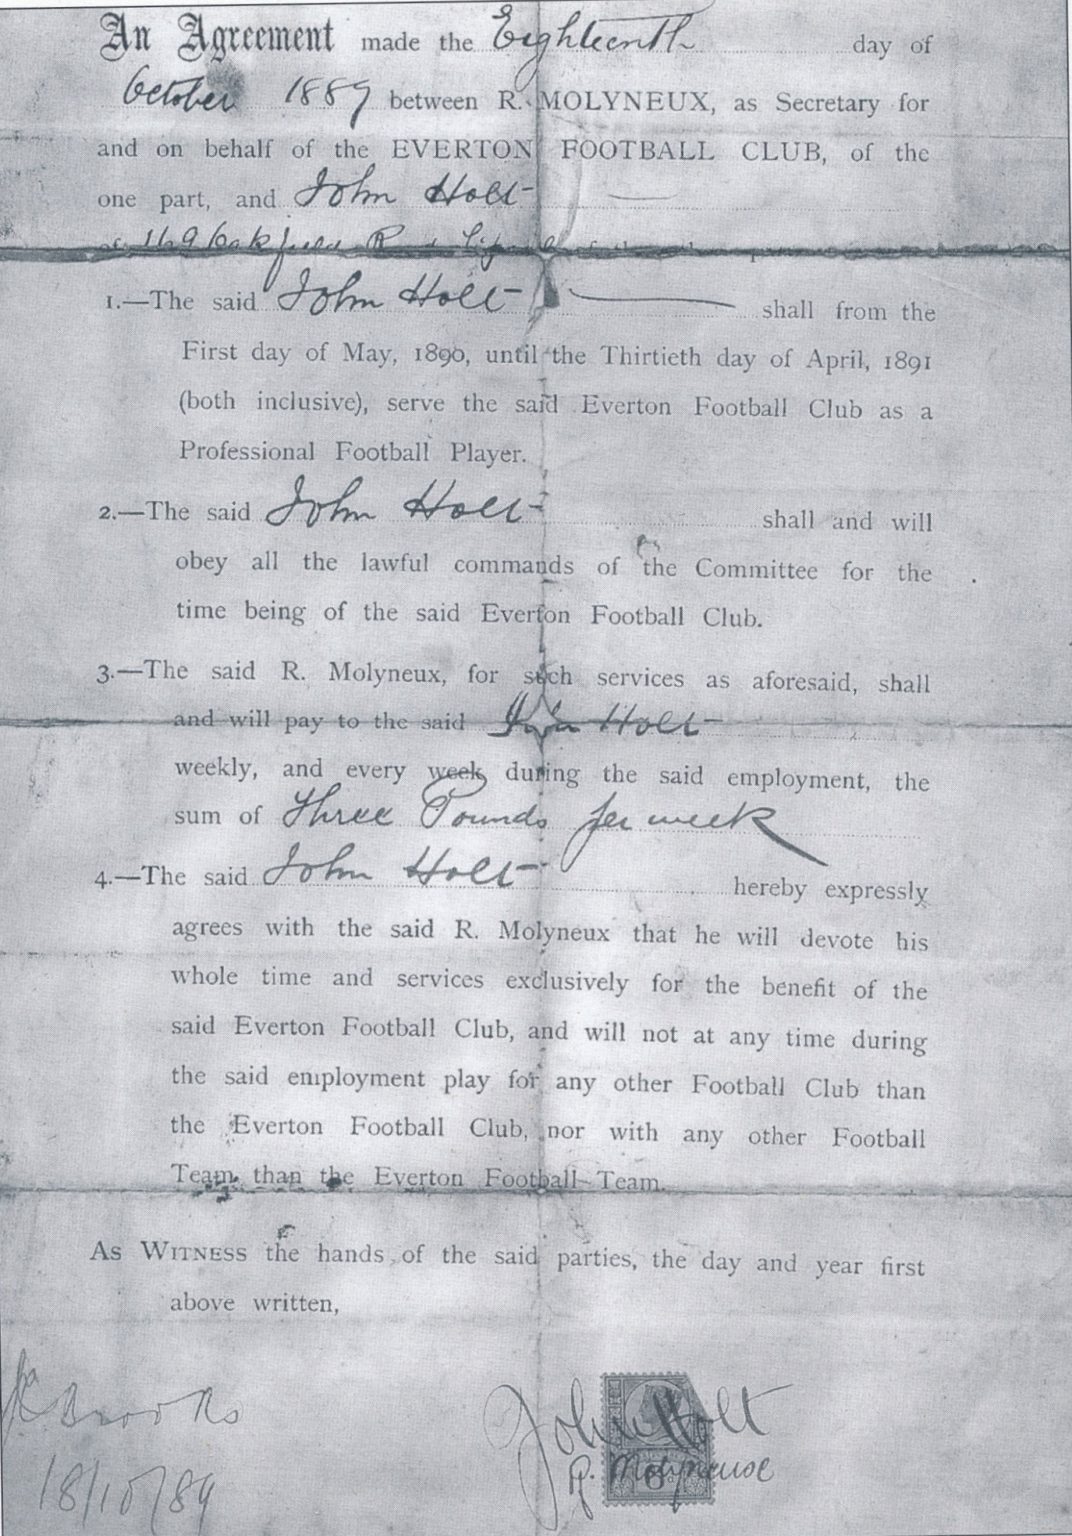 An Agreement made the Eighteenth day of
October 1889 between R. MOLYNEUX, as Secretary for
and on behalf of the EVERTON FOOTBALL CLUB, of the
one part, and John Holt
169 Oakfield Rd
1.—The said John Holt shall from the
First day of May, 1890, until the Thirtieth day of April, 1891
(both inclusive), serve the said Everton Football Club as a
Professional Football Player.
2.—The said John Holt shall and will
obey all the lawful commands of the Committee for the
time being of the said Everton Football Club.
3.—The said R. Molyneux, for such services as aforesaid, shall
and will pay to the said John Holt
weekly, and every week during the said employment, the
sum of Three Pounds per week
4.—The said John Holt hereby expressly
agrees with the said R. Molyneux that he will devote his
whole time and services exclusively for the benefit of the
said Everton Football Club, and will not at any time during
the said employment play for any other Football Club than
the Everton Football Club, nor with any other Football
Team than the Everton Football Team.
As WITNESS the hands of the said parties, the day and year first
above written,
Brooks
18/10/89
John Holt
R. Molyneux
6